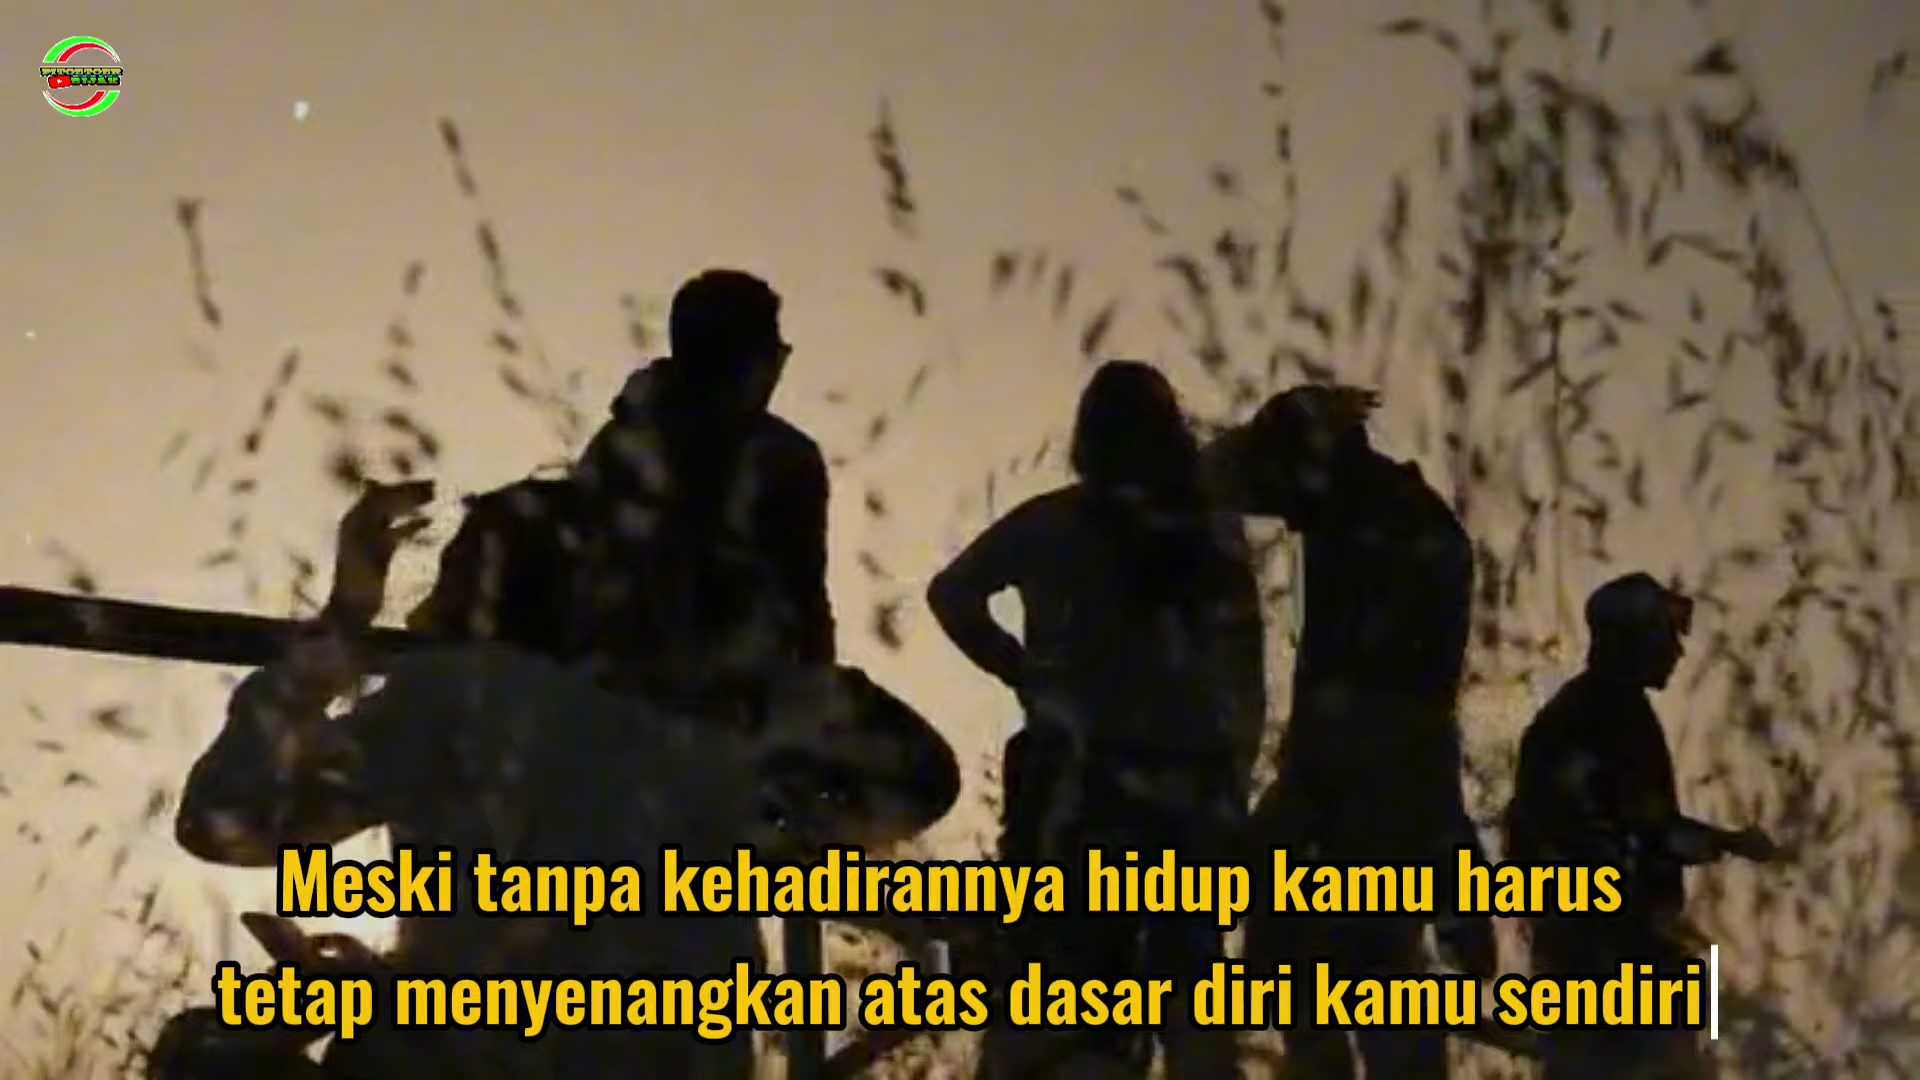 Meski tanpa kehadirannya hidup kamu harus
tetap menyenangkan atas dasar diri kamu sendiri